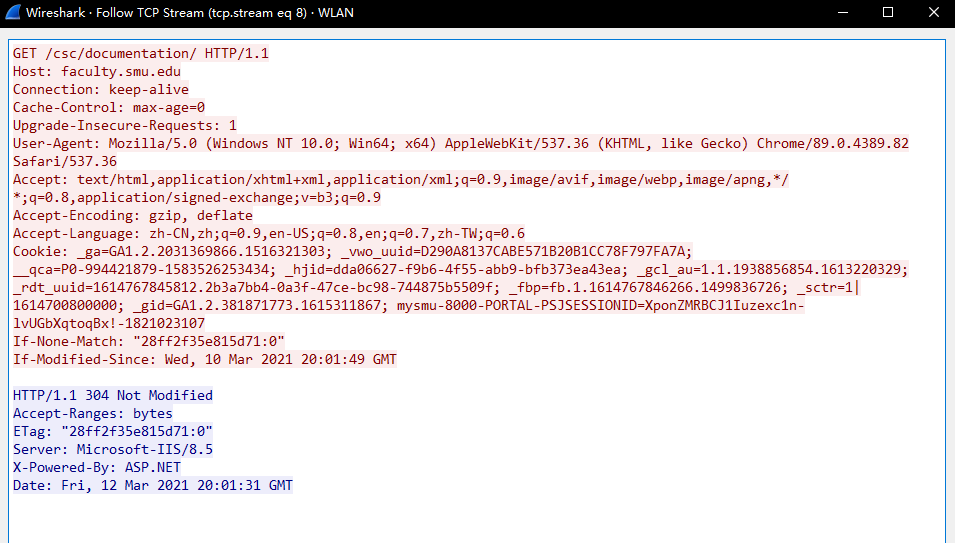 Wireshark · Follow TCP Stream (tcp.stream eq 8) · WLAN
GET /csc/documentation/ HTTP/1.1
Host: faculty.smu.edu
Connection: keep-alive
Cache-Control: max-age=0
Upgrade-Insecure-Requests: 1
User-Agent: Mozilla/5.0 (Windows NT 10.0; Win64; x64) AppleWebKit/537.36 (KHTML, like Gecko) Chrome/89.0.4389.82
Safari/537.36
Accept: text/html,application/xhtml+xml,application/xml;q=0.9,image/avif,image/webp,image/apng,*/
*;q=0.8,application/signed-exchange;v=b3;q=0.9
Accept-Encoding: gzip, deflate
Accept-Language: zh-CN,zh;q=0.9,en-US;q=0.8,en;q=0.7,zh-TW;q=0.6
Cookie: _ga=GA1.2.2031369866.1516321303; _vwo_uuid=D290A8137CABE571B20B1CC78F797FA7A;
__qca=P0-994421879-1583526253434; _hjid=dda06627-f9b6-4f55-abb9-bfb373ea43ea; _gcl_au=1.1.1938856854.1613220329;
_rdt_uuid=1614767845812.2b3a7bb4-0a3f-47ce-bc98-744875b5509f; _fbp=fb.1.1614767846266.1499836726; _sctr=1|
1614700800000; _gid=GA1.2.381871773.1615311867; mysmu-8000-PORTAL-PSJSESSIONID=XponZMRBCJ1Iuzexc1n-
lvUGbXqtoqBx!-1821023107
If-None-Match: "28ff2f35e815d71:0"
If-Modified-Since: Wed, 10 Mar 2021 20:01:49 GMT
HTTP/1.1 304 Not Modified
Accept-Ranges: bytes
ETag: "28ff2f35e815d71:0"
Server: Microsoft-IIS/8.5
X-Powered-By: ASP.NET
Date: Fri, 12 Mar 2021 20:01:31 GMT